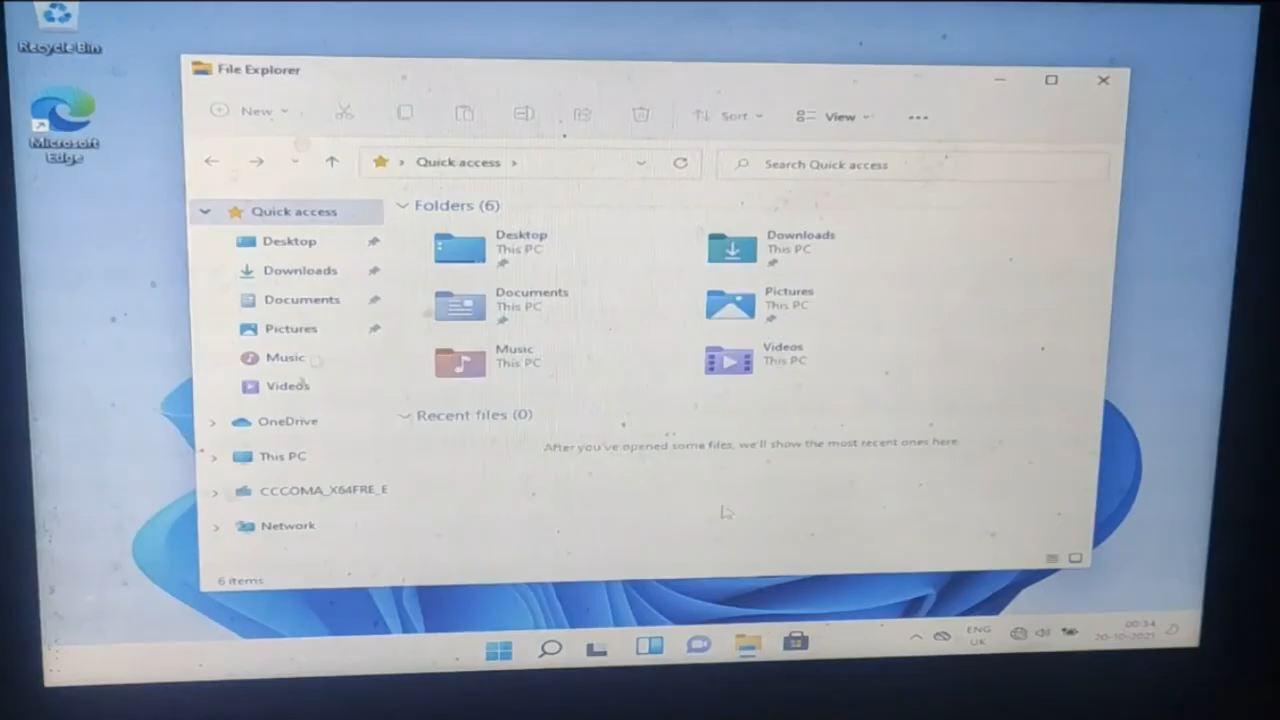 Recycle Bin
Microsoft
Edge
File Explorer
New
Sort
View
Quick access
Search Quick access
Quick access
Desktop
Downloads
Documents
Pictures
Music
Videos
OneDrive
This PC
CCCOMA_X64FRE_E
Network
Folders (6)
Desktop
This PC
Downloads
This PC
Documents
This PC
Pictures
This PC
Music
This PC
Videos
This PC
Recent files (0)
After you've opened some files, we'll show the most recent ones here.
6 items
ENG
UK
00:34
20-10-2021